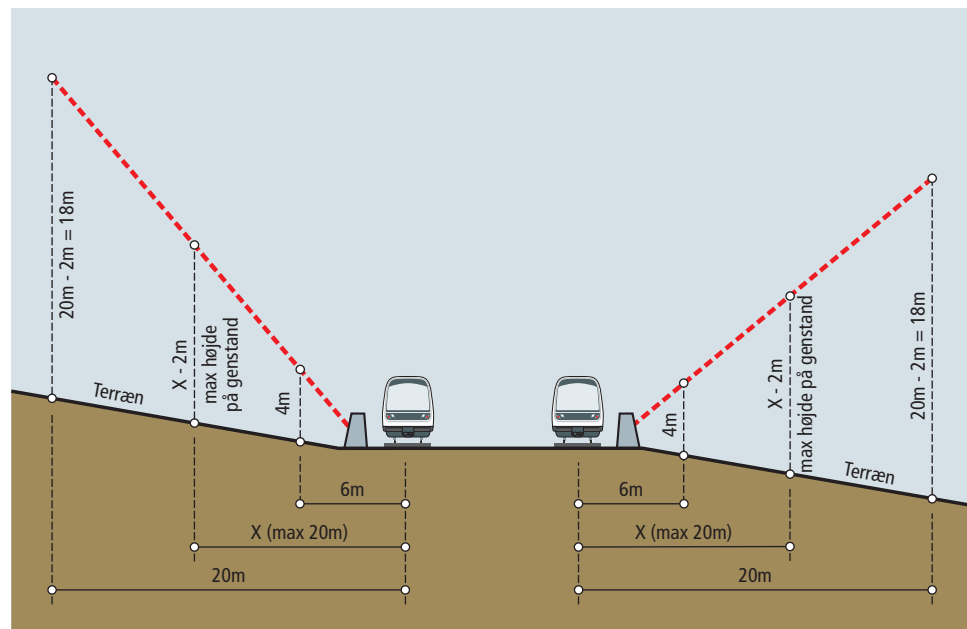 20m - 2m = 18m
Terræn
X - 2m
max højde
på genstand
4m
6m
X (max 20m)
20m
4m
X - 2m
max højde på genstand
20m - 2m = 18m
Terræn
6m
X (max 20m)
20m